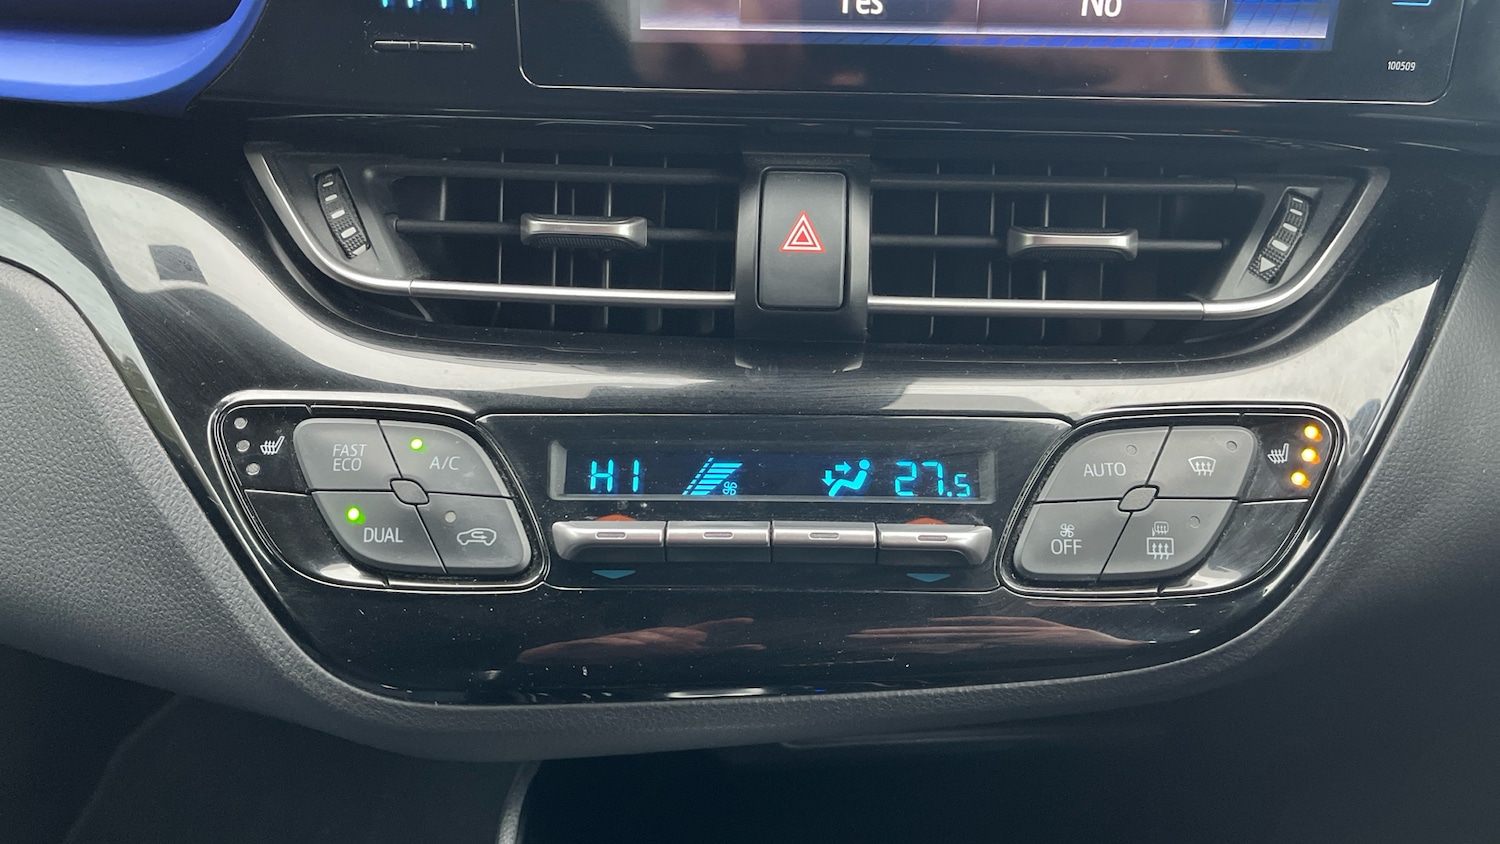 Yes No
100509
FAST
ECO
A/C
DUAL
HI
27.5
AUTO
OFF